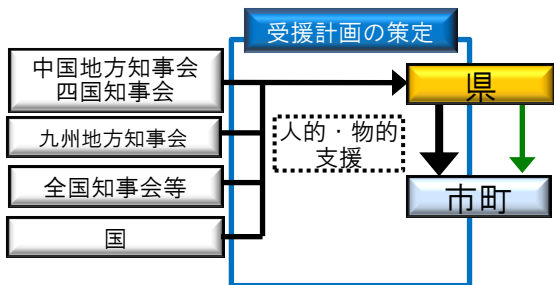 受援計画の策定
中国地方知事会
四国知事会
九州地方知事会
全国知事会等
国
人的・物的
支援
県
市町